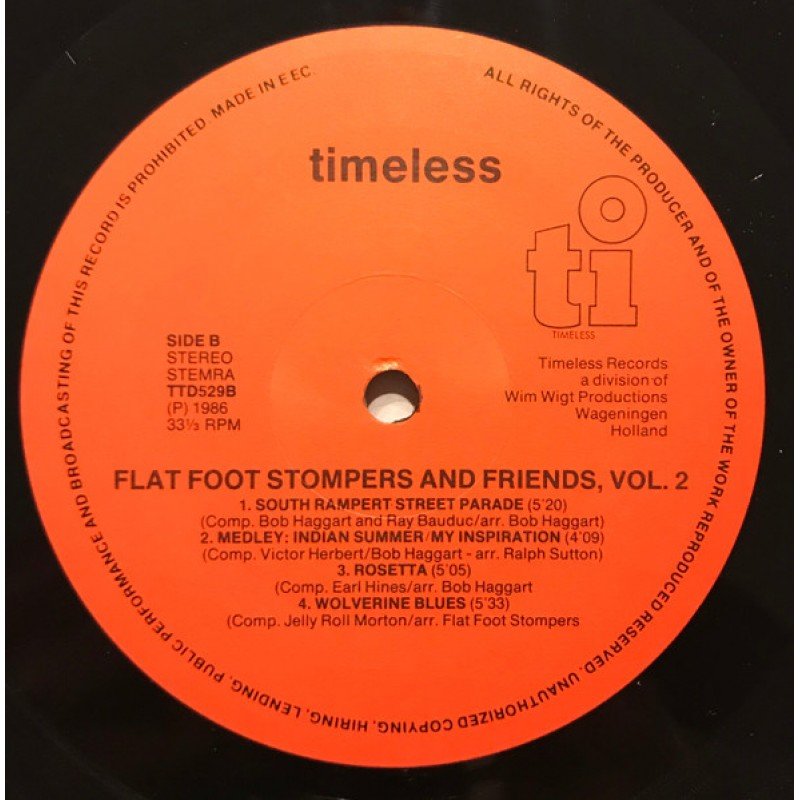 PUBLIC PERFORMANCE AND BROADCASTING OF THIS RECORD IS PROHIBITED. MADE IN EEC.
ALL RIGHTS OF THE PRODUCER AND OF THE OWNER OF THE WORK REPRODUCED RESERVED. UNAUTHORIZED COPYING, HIRING, LENDING,
timeless
ti
TIMELESS
SIDE B
STEREO
STEMRA
TTD529B
(P) 1986
33⅓ RPM
Timeless Records
a division of
Wim Wigt Productions
Wageningen
Holland
FLAT FOOT STOMPERS AND FRIENDS, VOL. 2
1. SOUTH RAMPERT STREET PARADE (5'20)
(Comp. Bob Haggart and Ray Bauduc/arr. Bob Haggart)
2. MEDLEY: INDIAN SUMMER/MY INSPIRATION (4'09)
(Comp. Victor Herbert/Bob Haggart - arr. Ralph Sutton)
3. ROSETTA (5'05)
(Comp. Earl Hines/arr. Bob Haggart
4. WOLVERINE BLUES (5'33)
(Comp. Jelly Roll Morton/arr. Flat Foot Stompers